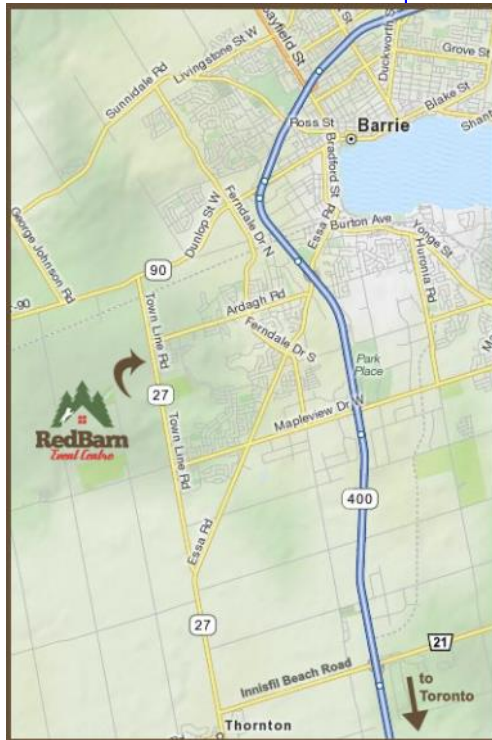 Bayfield St
Livingstone St W
Sunnidale Rd
Duckworth St
Grove St
Blake St
Ross St
Barrie
Bradford St
Dunlop St W
Ferndale Dr N
Essa Rd
Burton Ave
Yonge St
Huronia Rd
George Johnson Rd
90
-90
Town Line Rd
Ardagh Rd
Ferndale Dr S
Park
Place
27
RedBarn
Event Centre
Town Line Rd
Mapleview Dr W
400
Essa Rd
27
21
Innisfil Beach Road
to
Toronto
Thornton